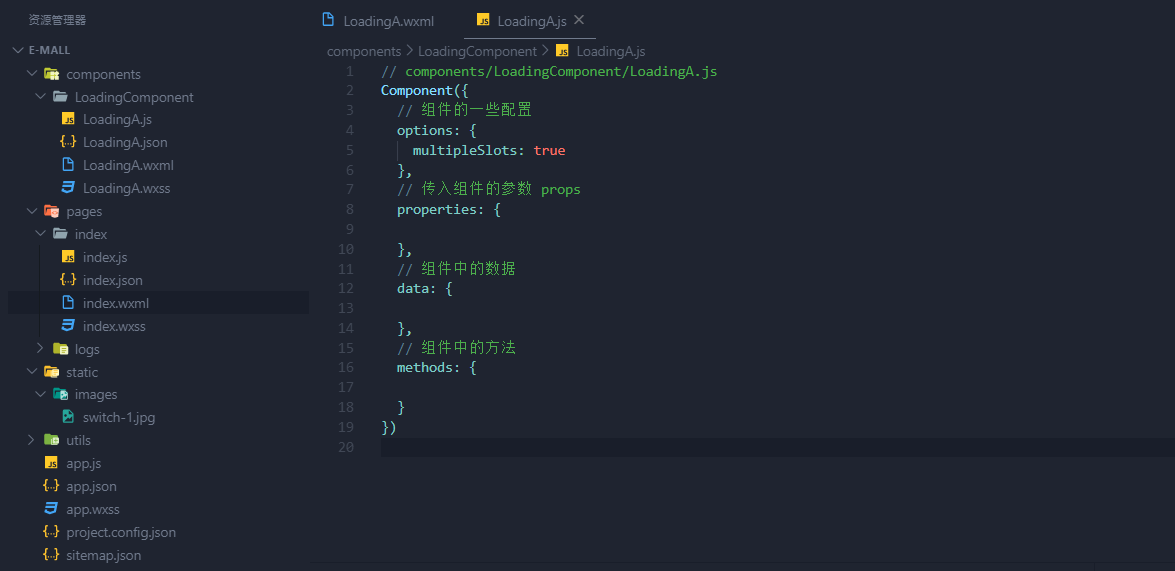 资源管理器
E-MALL
components
LoadingComponent
LoadingA.js
LoadingA.json
LoadingA.wxml
LoadingA.wxss
pages
index
index.js
index.json
index.wxml
index.wxss
logs
static
images
switch-1.jpg
utils
app.js
app.json
app.wxss
project.config.json
sitemap.json
LoadingA.wxml
LoadingA.js
components > LoadingComponent > JS LoadingA.js
1 // components/LoadingComponent/LoadingA.js
2 Component({
3 // 组件的一些配置
4 options: {
5 multipleSlots: true
6 },
7 // 传入组件的参数 props
8 properties: {
9
10 },
11 // 组件中的数据
12 data: {
13
14 },
15 // 组件中的方法
16 methods: {
17
18 }
19 })
20